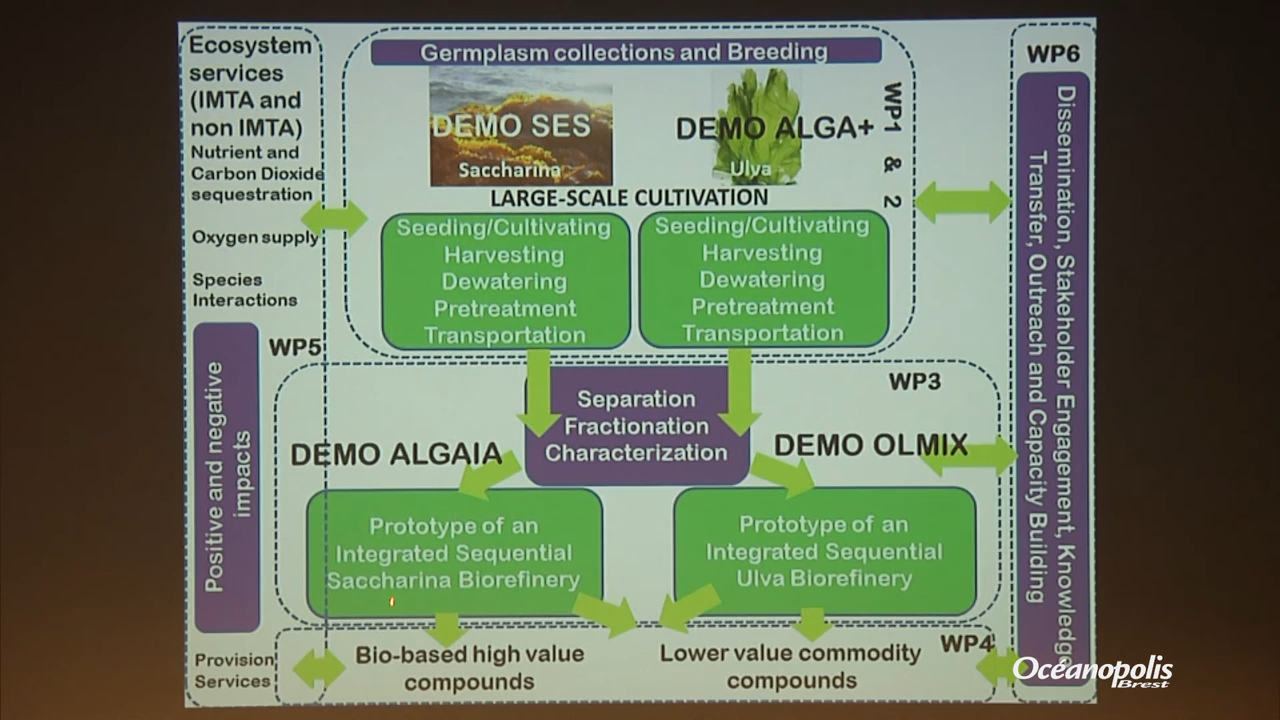 Ecosystem
services
(IMTA and
non IMTA)
Nutrient and
Carbon Dioxide
sequestration
Oxygen supply
Species
Interactions
WP5
Positive and negative
impacts
Provision
Services
Germplasm collections and Breeding
DEMO SES
Saccharina
DEMO ALGA+
Ulva
WP1 & 2
LARGE-SCALE CULTIVATION
Seeding/Cultivating
Harvesting
Dewatering
Pretreatment
Transportation
Seeding/Cultivating
Harvesting
Dewatering
Pretreatment
Transportation
WP3
Separation
Fractionation
Characterization
DEMO ALGAIA
DEMO OLMIX
Prototype of an
Integrated Sequential
Saccharina Biorefinery
Prototype of an
Integrated Sequential
Ulva Biorefinery
WP4
Bio-based high value
compounds
Lower value commodity
compounds
WP6
Dissemination, Stakeholder Engagement, Knowledge
Transfer, Outreach and Capacity Building
Oceanopolis
Brest